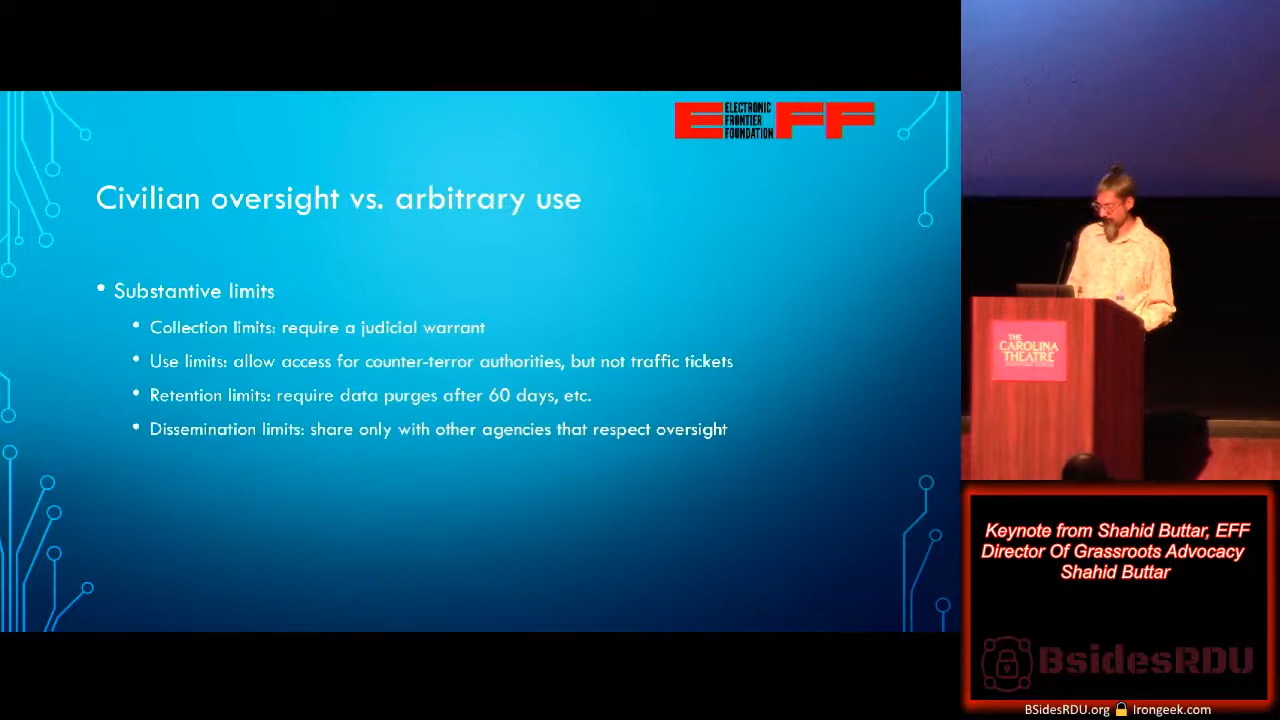 EFF
ELECTRONIC
FRONTIER
FOUNDATION
Civilian oversight vs. arbitrary use
• Substantive limits
• Collection limits: require a judicial warrant
• Use limits: allow access for counter-terror authorities, but not traffic tickets
• Retention limits: require data purges after 60 days, etc.
• Dissemination limits: share only with other agencies that respect oversight
THE
CAROLINA
THEATRE
Keynote from Shahid Buttar, EFF
Director Of Grassroots Advocacy
Shahid Buttar
BsidesRDU
BSidesRDU.org 🔒 Irongeek.com